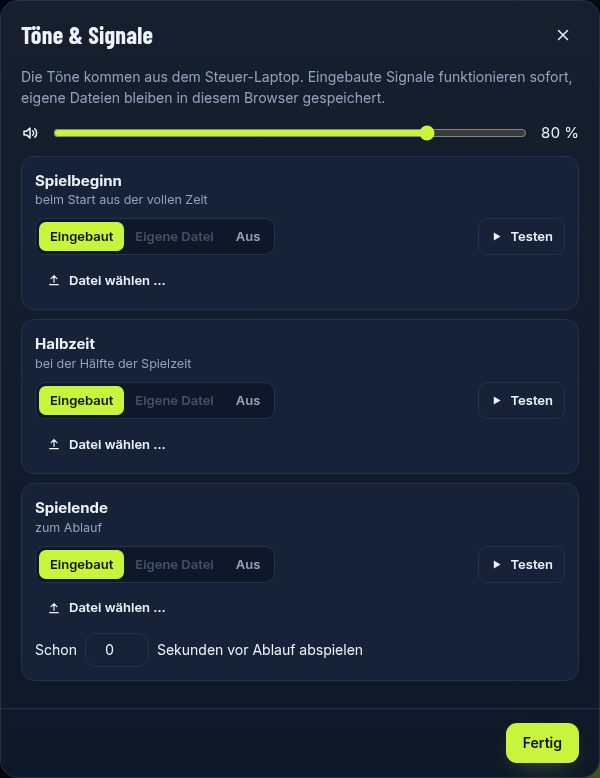 Töne & Signale
Die Töne kommen aus dem Steuer-Laptop. Eingebaute Signale funktionieren sofort,
eigene Dateien bleiben in diesem Browser gespeichert.
80 %
Spielbeginn
beim Start aus der vollen Zeit
Eingebaut Eigene Datei Aus Testen
Datei wählen ...
Halbzeit
bei der Hälfte der Spielzeit
Eingebaut Eigene Datei Aus Testen
Datei wählen ...
Spielende
zum Ablauf
Eingebaut Eigene Datei Aus Testen
Datei wählen ...
Schon 0 Sekunden vor Ablauf abspielen
Fertig